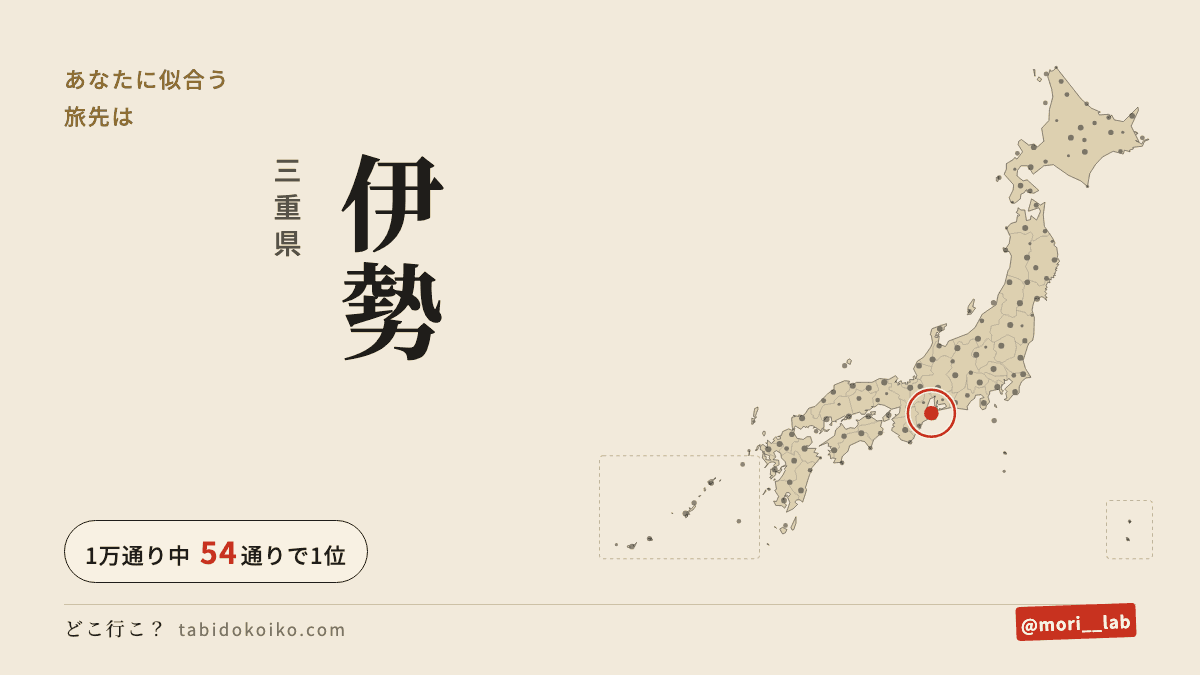 あなたに似合う
旅先は
伊勢
三重県
1万通り中 54通りで1位
どこ行こ? tabidokoiko.com
@mori__lab